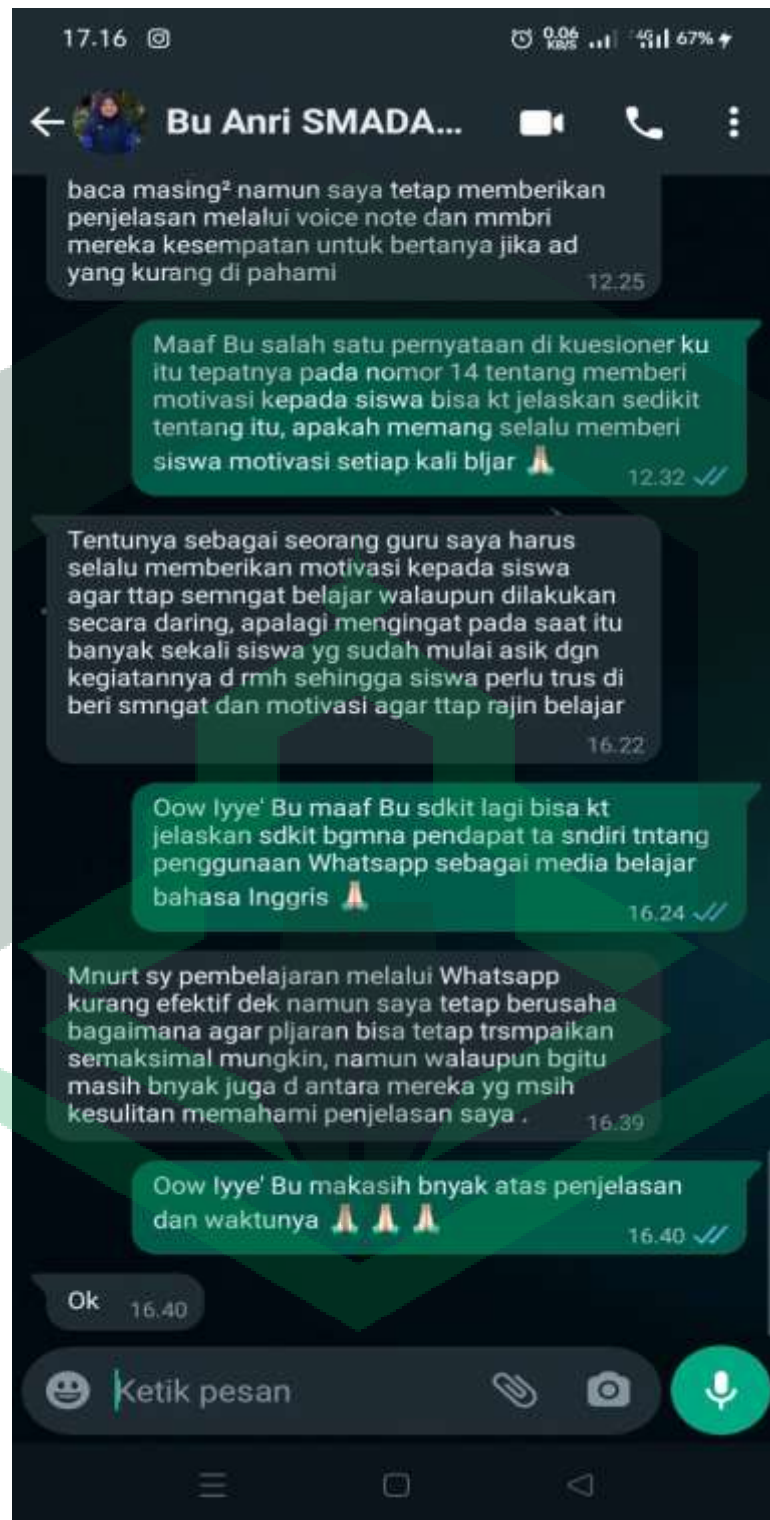 17.16
0.06 KB/S 4G 67%
Bu Anri SMADA...
baca masing² namun saya tetap memberikan
penjelasan melalui voice note dan mmbri
mereka kesempatan untuk bertanya jika ad
yang kurang di pahami
12.25
Maaf Bu salah satu pernyataan di kuesioner ku
itu tepatnya pada nomor 14 tentang memberi
motivasi kepada siswa bisa kt jelaskan sedikit
tentang itu, apakah memang selalu memberi
siswa motivasi setiap kali bljar 🙏🏻
12.32
Tentunya sebagai seorang guru saya harus
selalu memberikan motivasi kepada siswa
agar ttap semngat belajar walaupun dilakukan
secara daring, apalagi mengingat pada saat itu
banyak sekali siswa yg sudah mulai asik dgn
kegiatannya d rmh sehingga siswa perlu trus di
beri smngat dan motivasi agar ttap rajin belajar
16.22
Oow Iyye' Bu maaf Bu sdkit lagi bisa kt
jelaskan sdkit bgmna pendapat ta sndiri tntang
penggunaan Whatsapp sebagai media belajar
bahasa Inggris 🙏🏻
16.24
Mnurt sy pembelajaran melalui Whatsapp
kurang efektif dek namun saya tetap berusaha
bagaimana agar pljaran bisa tetap trsmpaikan
semaksimal mungkin, namun walaupun bgitu
masih bnyak juga d antara mereka yg msih
kesulitan memahami penjelasan saya .
16.39
Oow Iyye' Bu makasih bnyak atas penjelasan
dan waktunya 🙏🏻 🙏🏻 🙏🏻
16.40
Ok 16.40
Ketik pesan